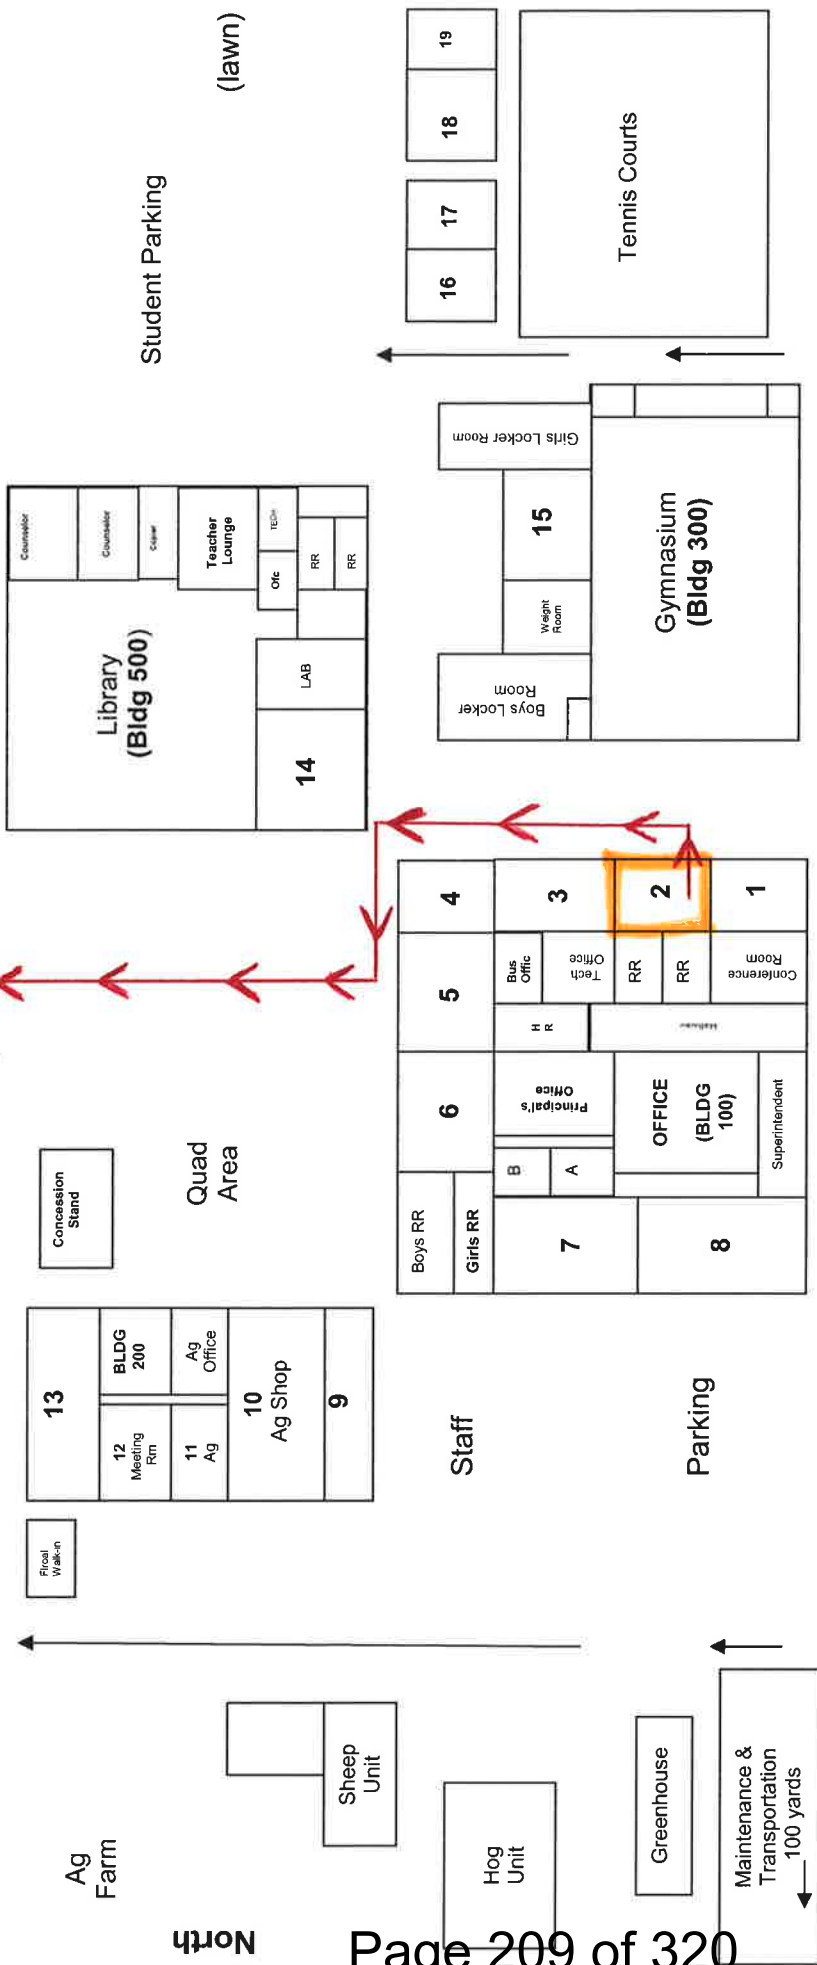 (lawn)
Student Parking
19
18
17
16
Tennis Courts
Counselor
Counselor
Copier
Teacher
Lounge
TECH
Ofc
RR
RR
Library
(Bldg 500)
LAB
14
Girls Locker Room
15
Weight
Room
Boys Locker
Room
Gymnasium
(Bldg 300)
4
3
2
1
5
Bus
Offic
Tech
Office
RR
RR
Conference
Room
H
R
Hallway
6
Principal's
Office
OFFICE
(BLDG
100)
Superintendent
B
A
Boys RR
Girls RR
7
8
Concession
Stand
Quad
Area
13
BLDG
200
Ag
Office
12
Meeting
Rm
11
Ag
10
Ag Shop
9
Staff
Parking
Floral
Walk-in
Ag
Farm
Sheep
Unit
Hog
Unit
Greenhouse
Maintenance &
Transportation
100 yards
North
Page 209 of 320